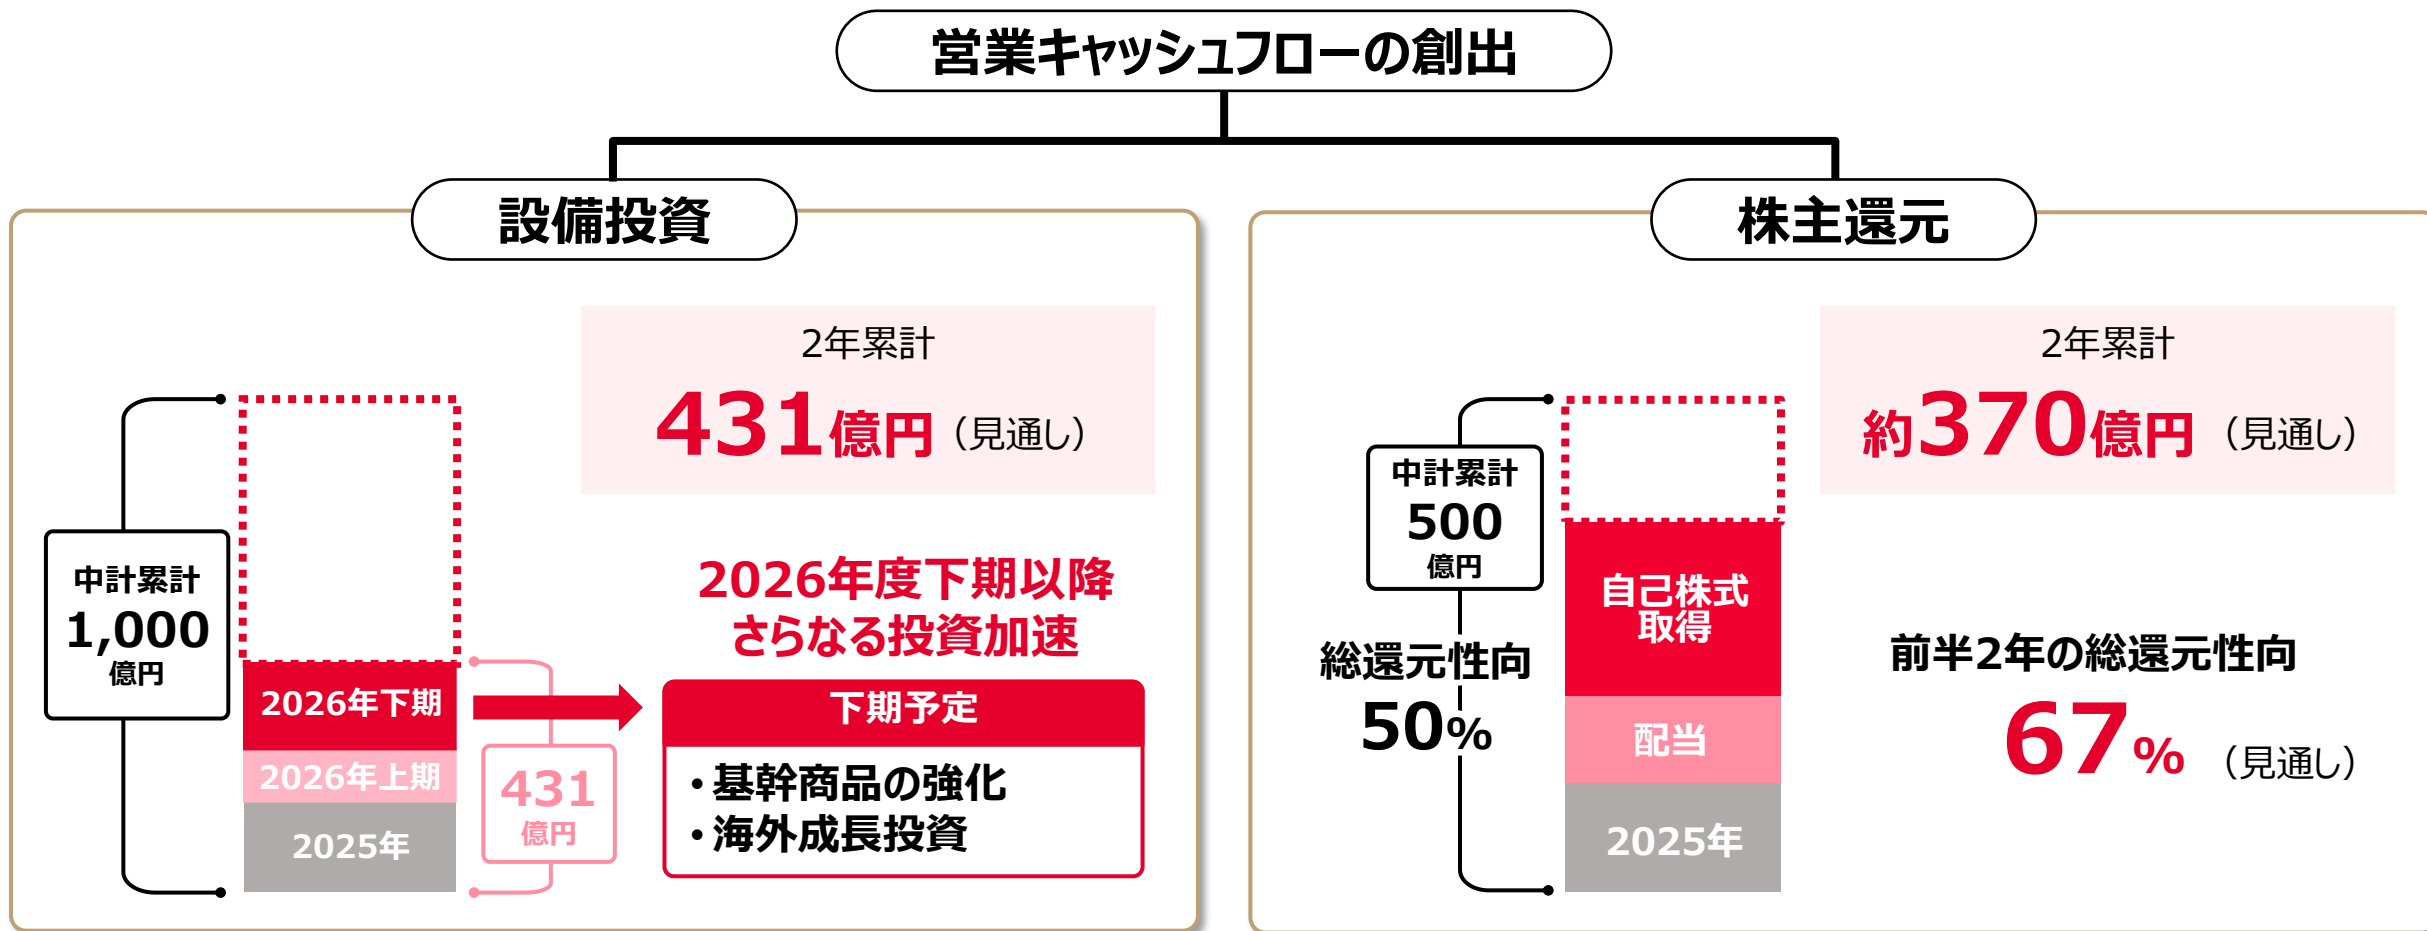 営業キャッシュフローの創出
設備投資
2年累計
431億円（見通し）
中計累計
1,000
億円
2026年下期
2026年上期
2025年
431
億円
2026年度下期以降
さらなる投資加速
下期予定
・基幹商品の強化
・海外成長投資
株主還元
2年累計
約370億円（見通し）
中計累計
500
億円
総還元性向
50%
自己株式
取得
配当
2025年
前半2年の総還元性向
67%（見通し）